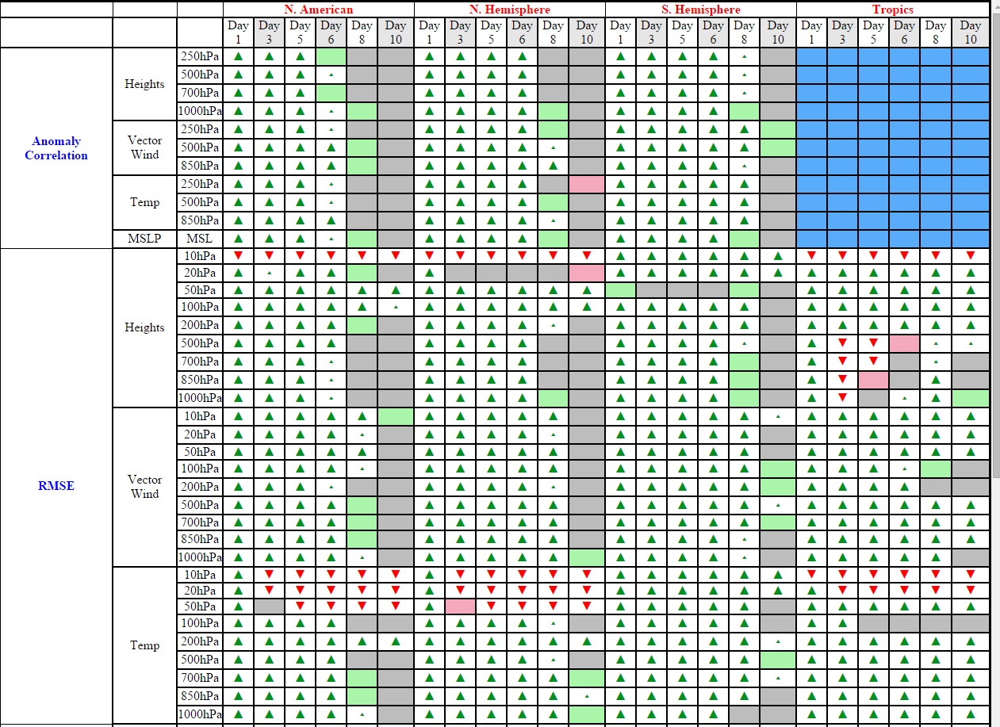 N. American N. Hemisphere S. Hemisphere Tropics
Day Day Day Day Day Day Day Day Day Day Day Day Day Day Day Day Day Day Day Day Day Day Day Day
1 3 5 6 8 10 1 3 5 6 8 10 1 3 5 6 8 10 1 3 5 6 8 10
Anomaly
Correlation
Heights
250hPa
500hPa
700hPa
1000hPa
Vector
Wind
250hPa
500hPa
850hPa
Temp
250hPa
500hPa
850hPa
MSLP MSL
RMSE
Heights
10hPa
20hPa
50hPa
100hPa
200hPa
500hPa
700hPa
850hPa
1000hPa
Vector
Wind
10hPa
20hPa
50hPa
100hPa
200hPa
500hPa
700hPa
850hPa
1000hPa
Temp
10hPa
20hPa
50hPa
100hPa
200hPa
500hPa
700hPa
850hPa
1000hPa